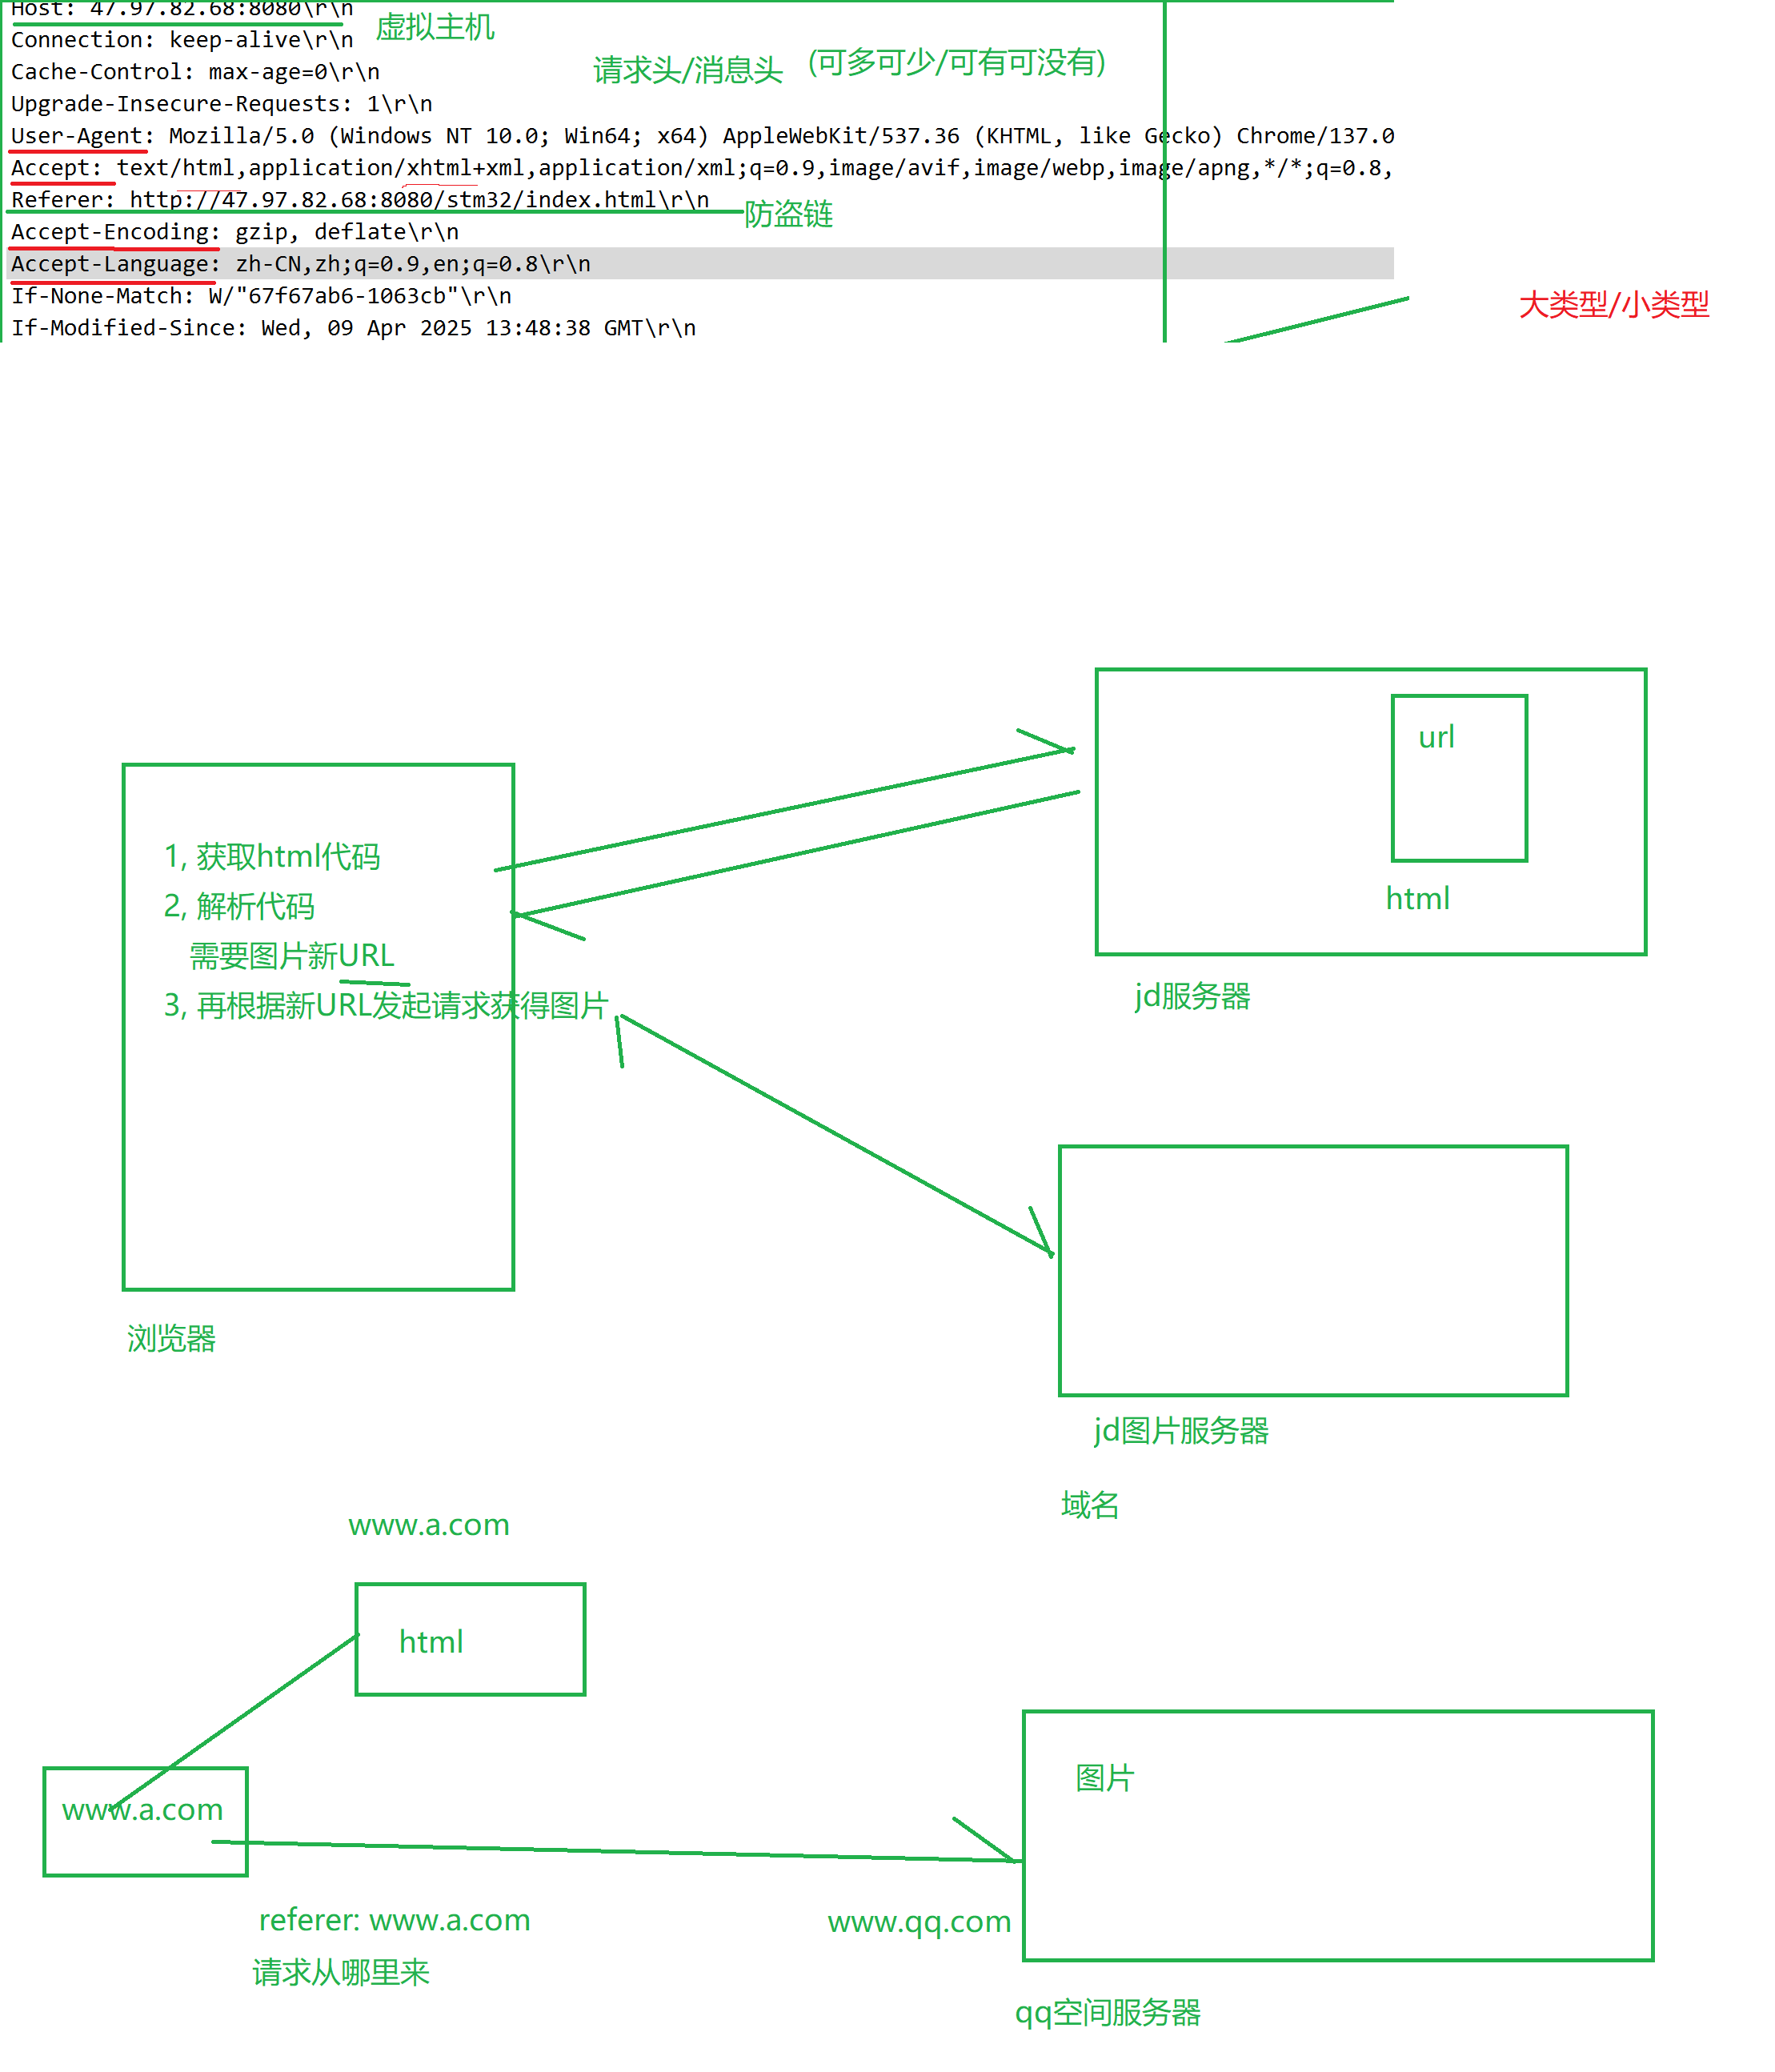 Host: 47.97.82.68:8080\r\n
虚拟主机
Connection: keep-alive\r\n
请求头/消息头 (可多可少/可有可没有)
Cache-Control: max-age=0\r\n
Upgrade-Insecure-Requests: 1\r\n
User-Agent: Mozilla/5.0 (Windows NT 10.0; Win64; x64) AppleWebKit/537.36 (KHTML, like Gecko) Chrome/137.0
Accept: text/html,application/xhtml+xml,application/xml;q=0.9,image/avif,image/webp,image/apng,*/*;q=0.8,
Referer: http://47.97.82.68:8080/stm32/index.html\r\n
防盗链
Accept-Encoding: gzip, deflate\r\n
Accept-Language: zh-CN,zh;q=0.9,en;q=0.8\r\n
If-None-Match: W/"67f67ab6-1063cb"\r\n
大类型/小类型
If-Modified-Since: Wed, 09 Apr 2025 13:48:38 GMT\r\n
url
html
jd服务器
1, 获取html代码
2, 解析代码
需要图片新URL
3, 再根据新URL发起请求获得图片
浏览器
jd图片服务器
域名
www.a.com
html
www.a.com
图片
referer: www.a.com
www.qq.com
请求从哪里来
qq空间服务器